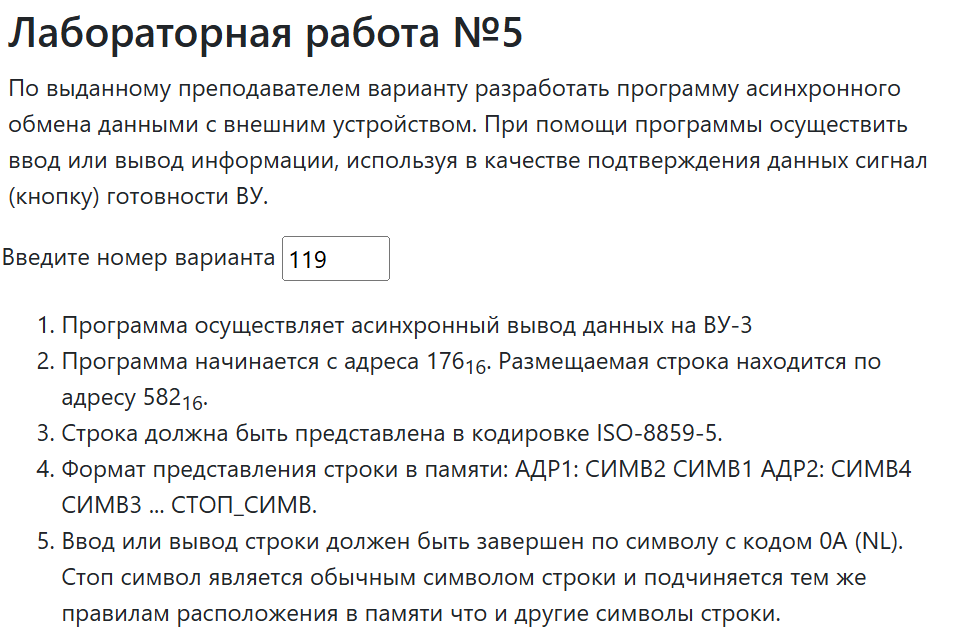 Лабораторная работа №5
По выданному преподавателем варианту разработать программу асинхронного
обмена данными с внешним устройством. При помощи программы осуществить
ввод или вывод информации, используя в качестве подтверждения данных сигнал
(кнопку) готовности ВУ.
Введите номер варианта 119
1. Программа осуществляет асинхронный вывод данных на ВУ-3
2. Программа начинается с адреса 176₁₆. Размещаемая строка находится по
адресу 582₁₆.
3. Строка должна быть представлена в кодировке ISO-8859-5.
4. Формат представления строки в памяти: АДР1: СИМВ2 СИМВ1 АДР2: СИМВ4
СИМВ3 ... СТОП_СИМВ.
5. Ввод или вывод строки должен быть завершен по символу с кодом 0A (NL).
Стоп символ является обычным символом строки и подчиняется тем же
правилам расположения в памяти что и другие символы строки.